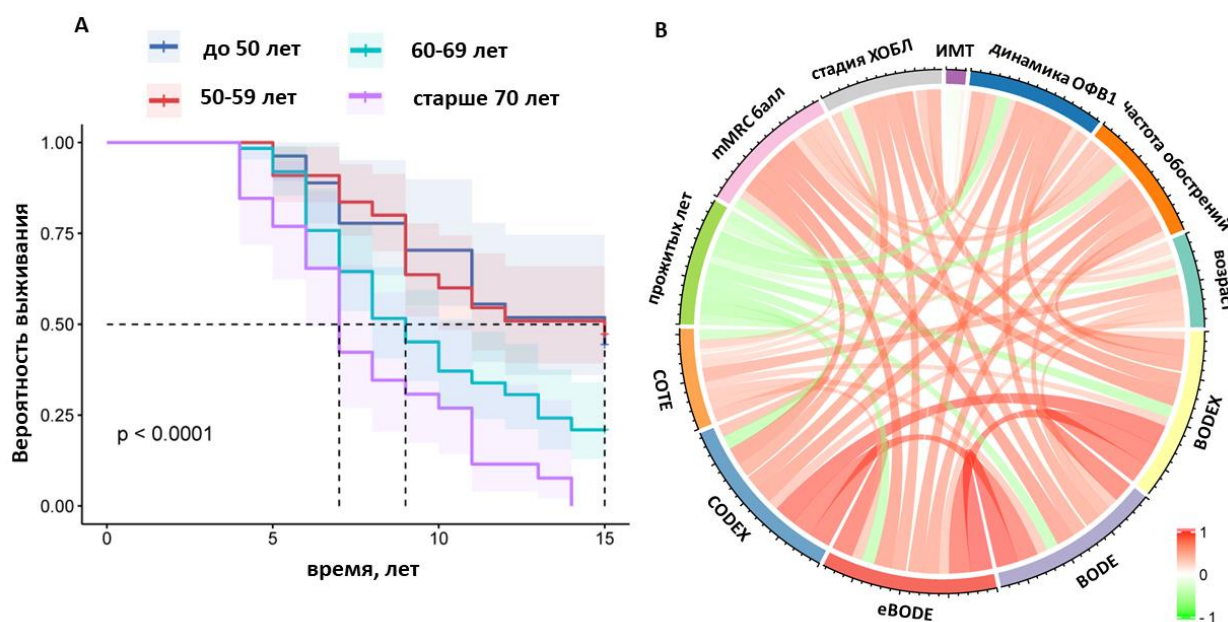 A
до 50 лет
60-69 лет
50-59 лет
старше 70 лет
Вероятность выживания
1.00
0.75
0.50
0.25
0.00
p < 0.0001
0
5
10
15
время, лет
B
стадия ХОБЛ
ИМТ
динамика ОФВ1
частота обострений
возраст
BODEX
BODE
eBODE
CODEX
COTE
прожитых лет
mMRC балл
1
0
- 1